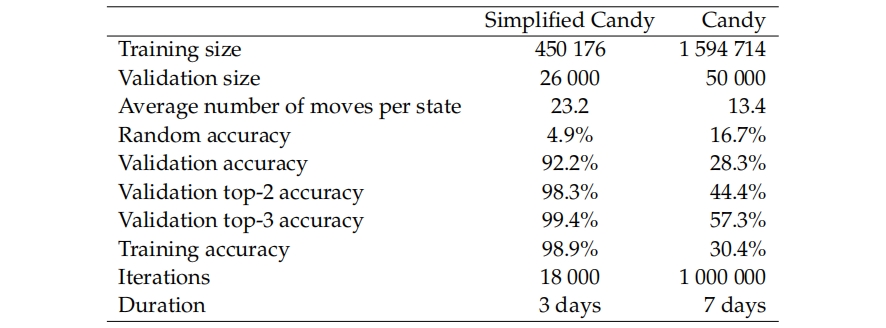 Simplified Candy Candy
Training size 450 176 1 594 714
Validation size 26 000 50 000
Average number of moves per state 23.2 13.4
Random accuracy 4.9% 16.7%
Validation accuracy 92.2% 28.3%
Validation top-2 accuracy 98.3% 44.4%
Validation top-3 accuracy 99.4% 57.3%
Training accuracy 98.9% 30.4%
Iterations 18 000 1 000 000
Duration 3 days 7 days